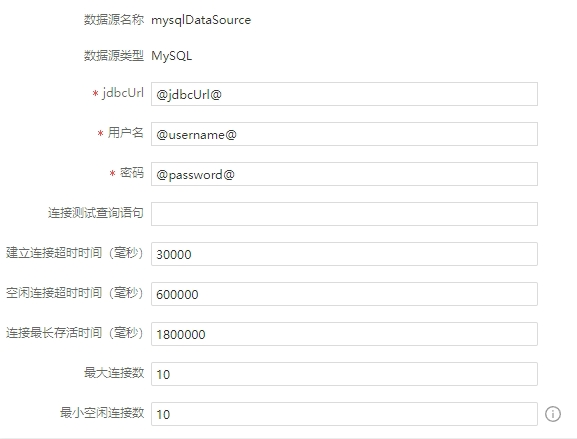 数据源名称 mysqlDataSource
数据源类型 MySQL
* jdbcUrl @jdbcUrl@
* 用户名 @username@
* 密码 @password@
连接测试查询语句
建立连接超时时间（毫秒） 30000
空闲连接超时时间（毫秒） 600000
连接最长存活时间（毫秒） 1800000
最大连接数 10
最小空闲连接数 10